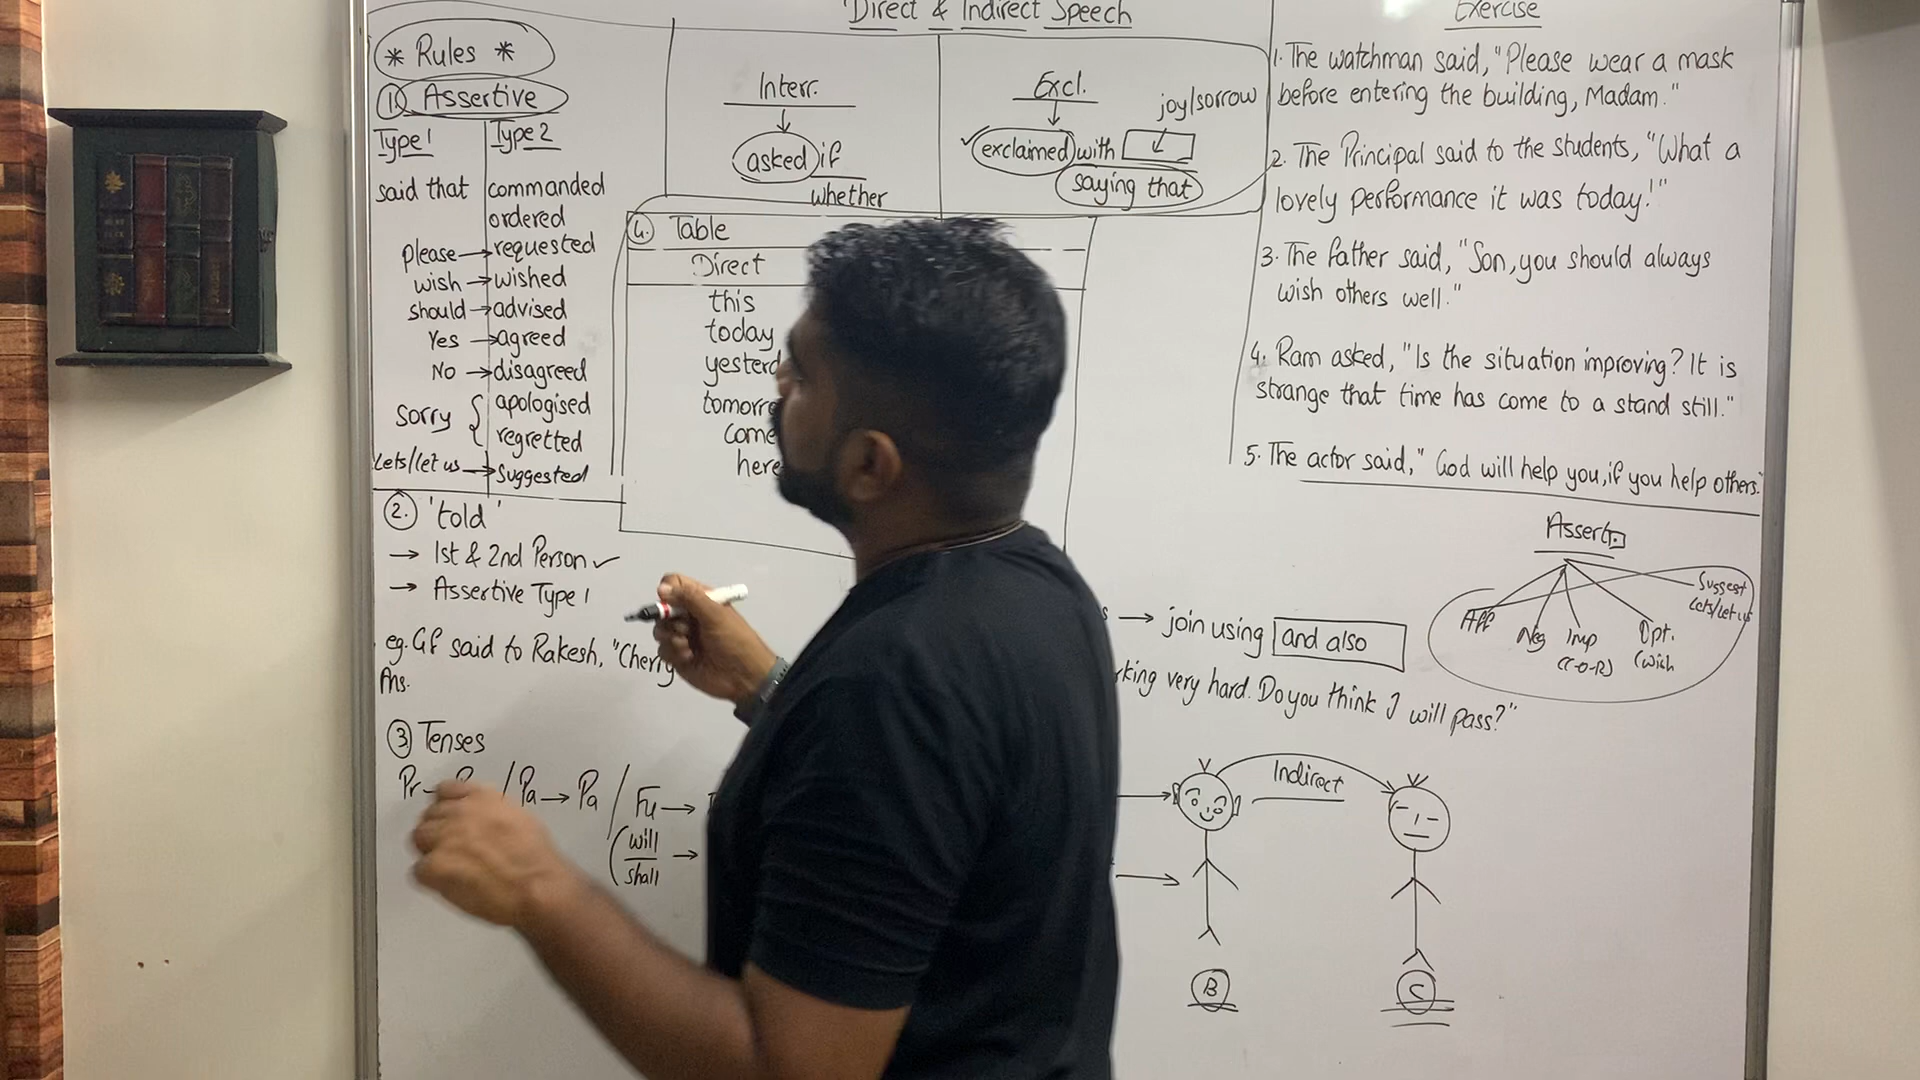 Direct & Indirect Speech
* Rules *
1. Assertive
Type 1 Type 2
said that commanded
ordered
Please → requested
wish → wished
should → advised
Yes → agreed
No → disagreed
Sorry { apologised
regretted
Lets/Let us → Suggested
2. 'told'
→ 1st & 2nd Person ✓
→ Assertive Type 1
eg. Gf said to Rakesh, "Cherry
Ans.
3 Tenses
Pr / Pa → Pa / Fu →
( will →
shall
Interr.
↓
asked if
whether
Excl.
↓ joy/sorrow
✓ exclaimed with
saying that
4. Table
Direct
this
today
come
here
→ join using and also
very hard. Do you think I will pass?"
Indirect
B
C
Exercise
1. The watchman said, "Please wear a mask
before entering the building, Madam."
2. The Principal said to the students, "What a
lovely performance it was today!"
3. The father said, "Son, you should always
wish others well."
4. Ram asked, "Is the situation improving? It is
strange that time has come to a stand still."
5. The actor said," God will help you, if you help others."
Assert.
Suggest
Lets/Let us
Aff Neg Imp Opt.
(C-O-R) (wish